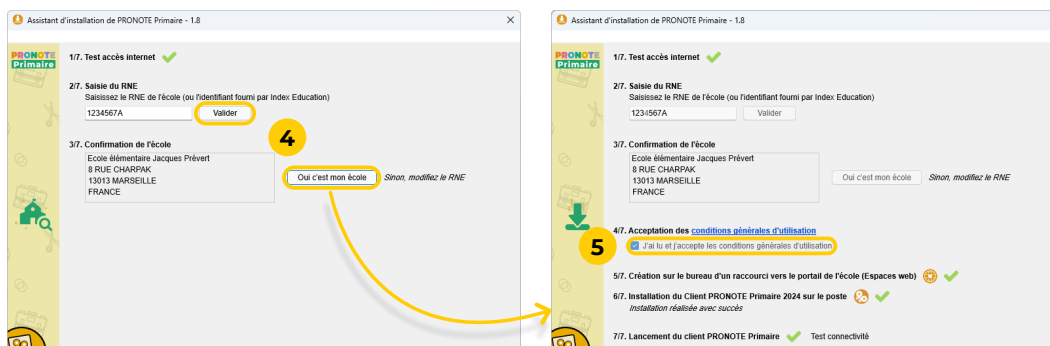 Assistant d'installation de PRONOTE Primaire - 1.8
PRONOTE
Primaire
1/7. Test accès internet
2/7. Saisie du RNE
Saisissez le RNE de l'école (ou l'identifiant fourni par Index Education)
1234567A
Valider
4
3/7. Confirmation de l'école
Ecole élémentaire Jacques Prévert
8 RUE CHARPAK
13013 MARSEILLE
FRANCE
Oui c'est mon école
Sinon, modifiez le RNE
Assistant d'installation de PRONOTE Primaire - 1.8
PRONOTE
Primaire
1/7. Test accès internet
2/7. Saisie du RNE
Saisissez le RNE de l'école (ou l'identifiant fourni par Index Education)
1234567A
Valider
3/7. Confirmation de l'école
Ecole élémentaire Jacques Prévert
8 RUE CHARPAK
13013 MARSEILLE
FRANCE
Oui c'est mon école
Sinon, modifiez le RNE
4/7. Acceptation des conditions générales d'utilisation
5
J'ai lu et j'accepte les conditions générales d'utilisation
5/7. Création sur le bureau d'un raccourci vers le portail de l'école (Espaces web)
6/7. Installation du Client PRONOTE Primaire 2024 sur le poste
Installation réalisée avec succès
7/7. Lancement du client PRONOTE Primaire
Test connectivité